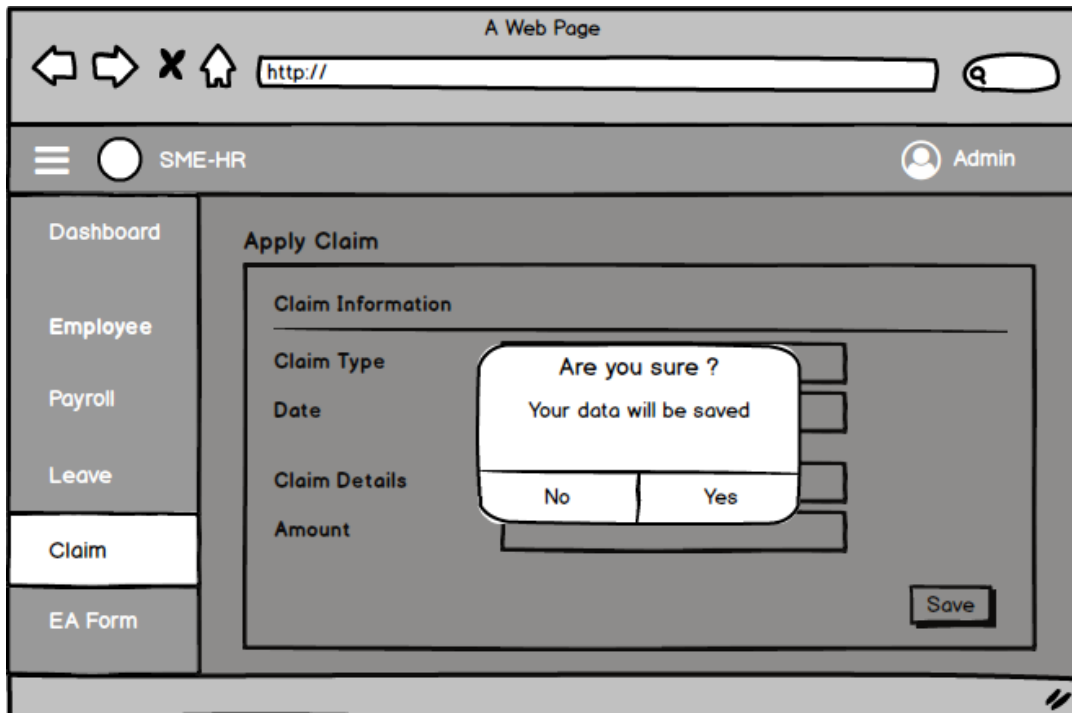 A Web Page
http://
SME-HR
Admin
Dashboard
Employee
Payroll
Leave
Claim
EA Form
Apply Claim
Claim Information
Claim Type
Date
Claim Details
Amount
Are you sure ?
Your data will be saved
No
Yes
Save